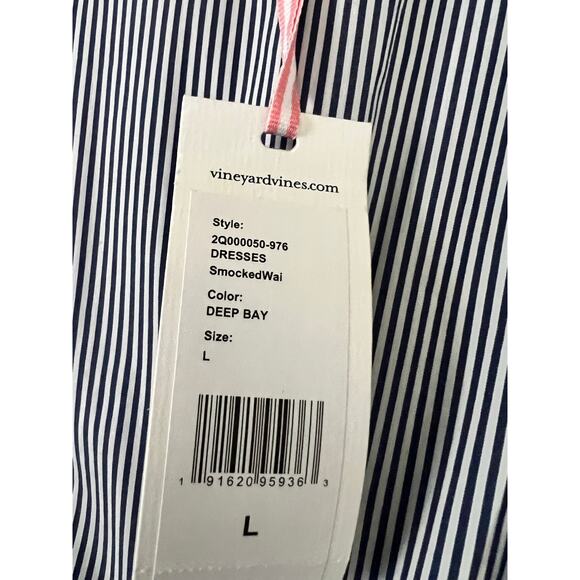 vineyardvines.com
Style:
2Q000050-976
DRESSES
SmockedWai
Color:
DEEP BAY
Size:
L
1 91620 95936 3
L